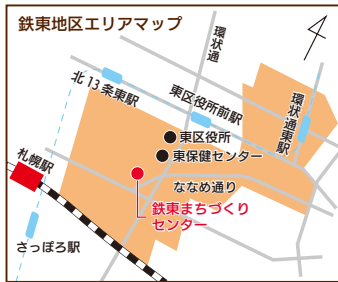 鉄東地区エリアマップ
環状通
北13条東駅
東区役所前駅
環状通東駅
東区役所
東保健センター
札幌駅
ななめ通り
鉄東まちづくり
センター
さっぽろ駅